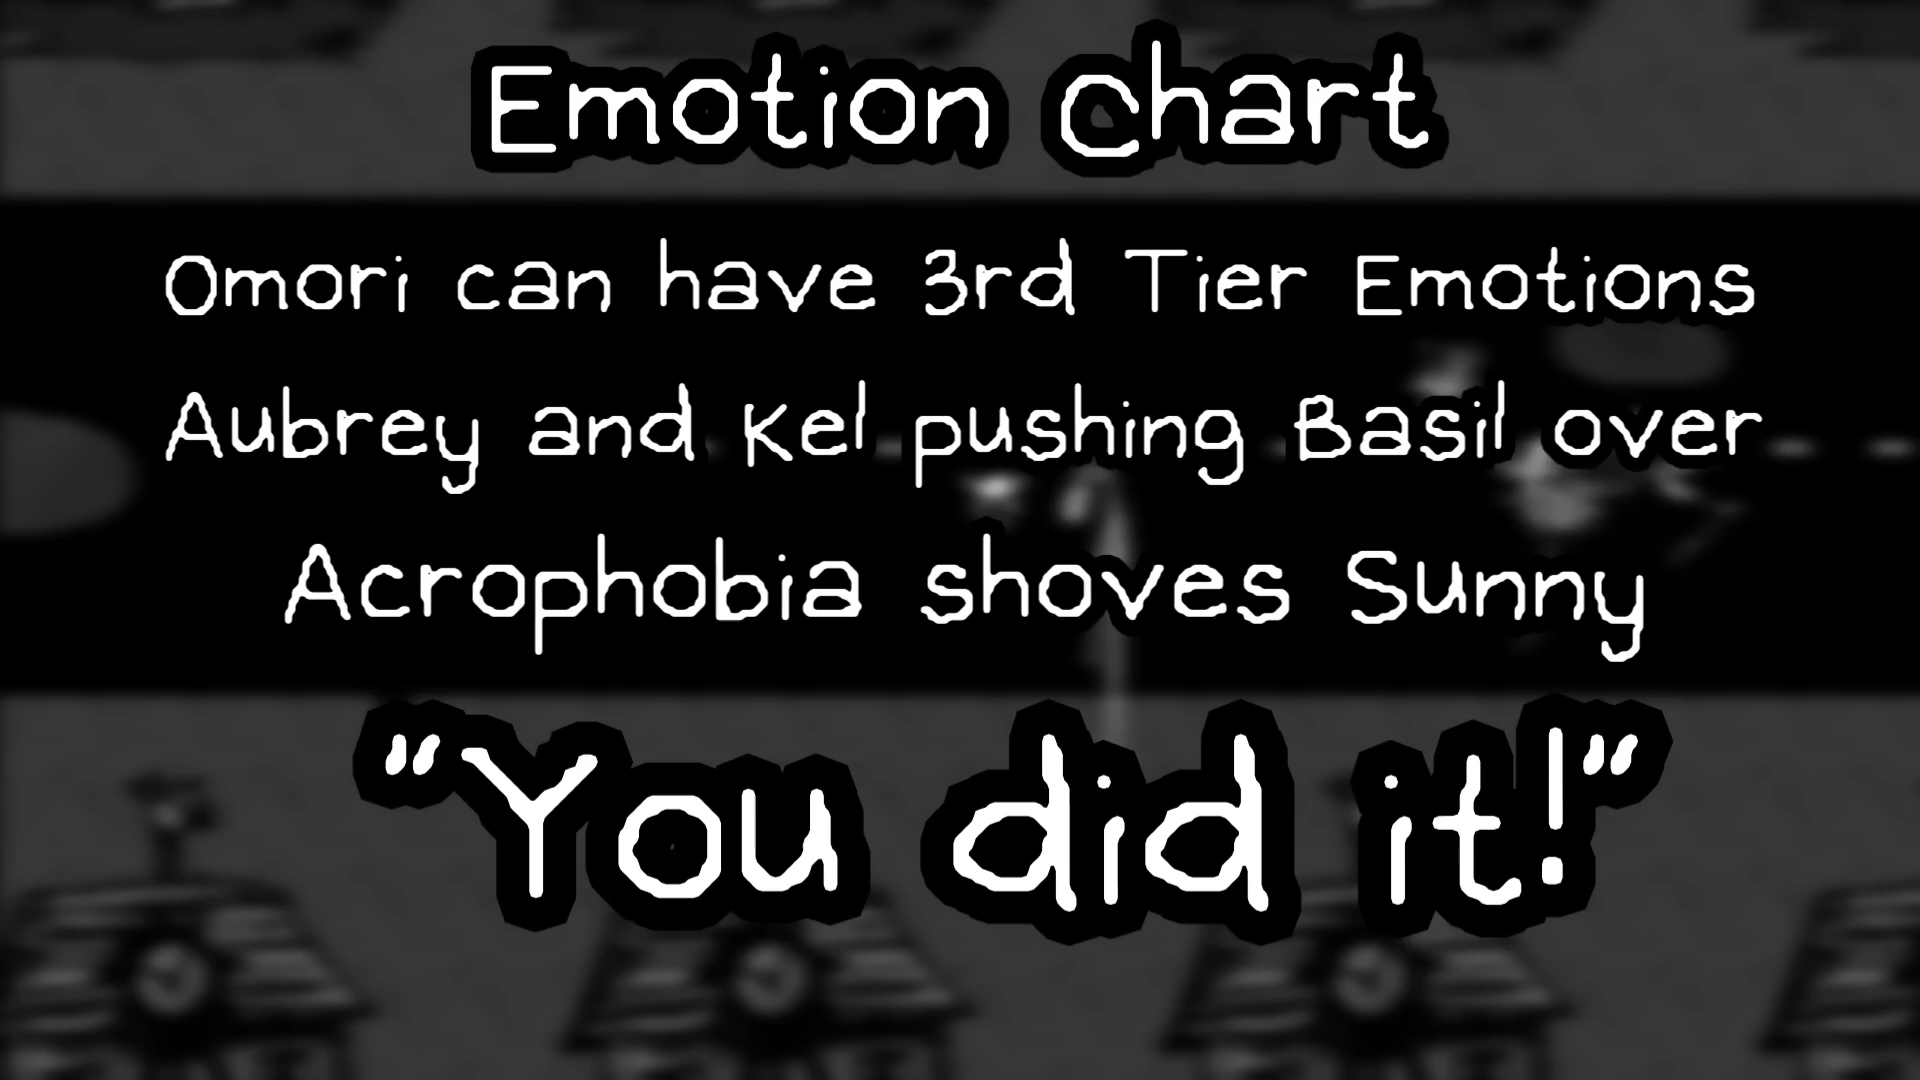 Emotion Chart
Omori can have 3rd Tier Emotions
Aubrey and Kel pushing Basil over
Acrophobia shoves Sunny
“You did it!“